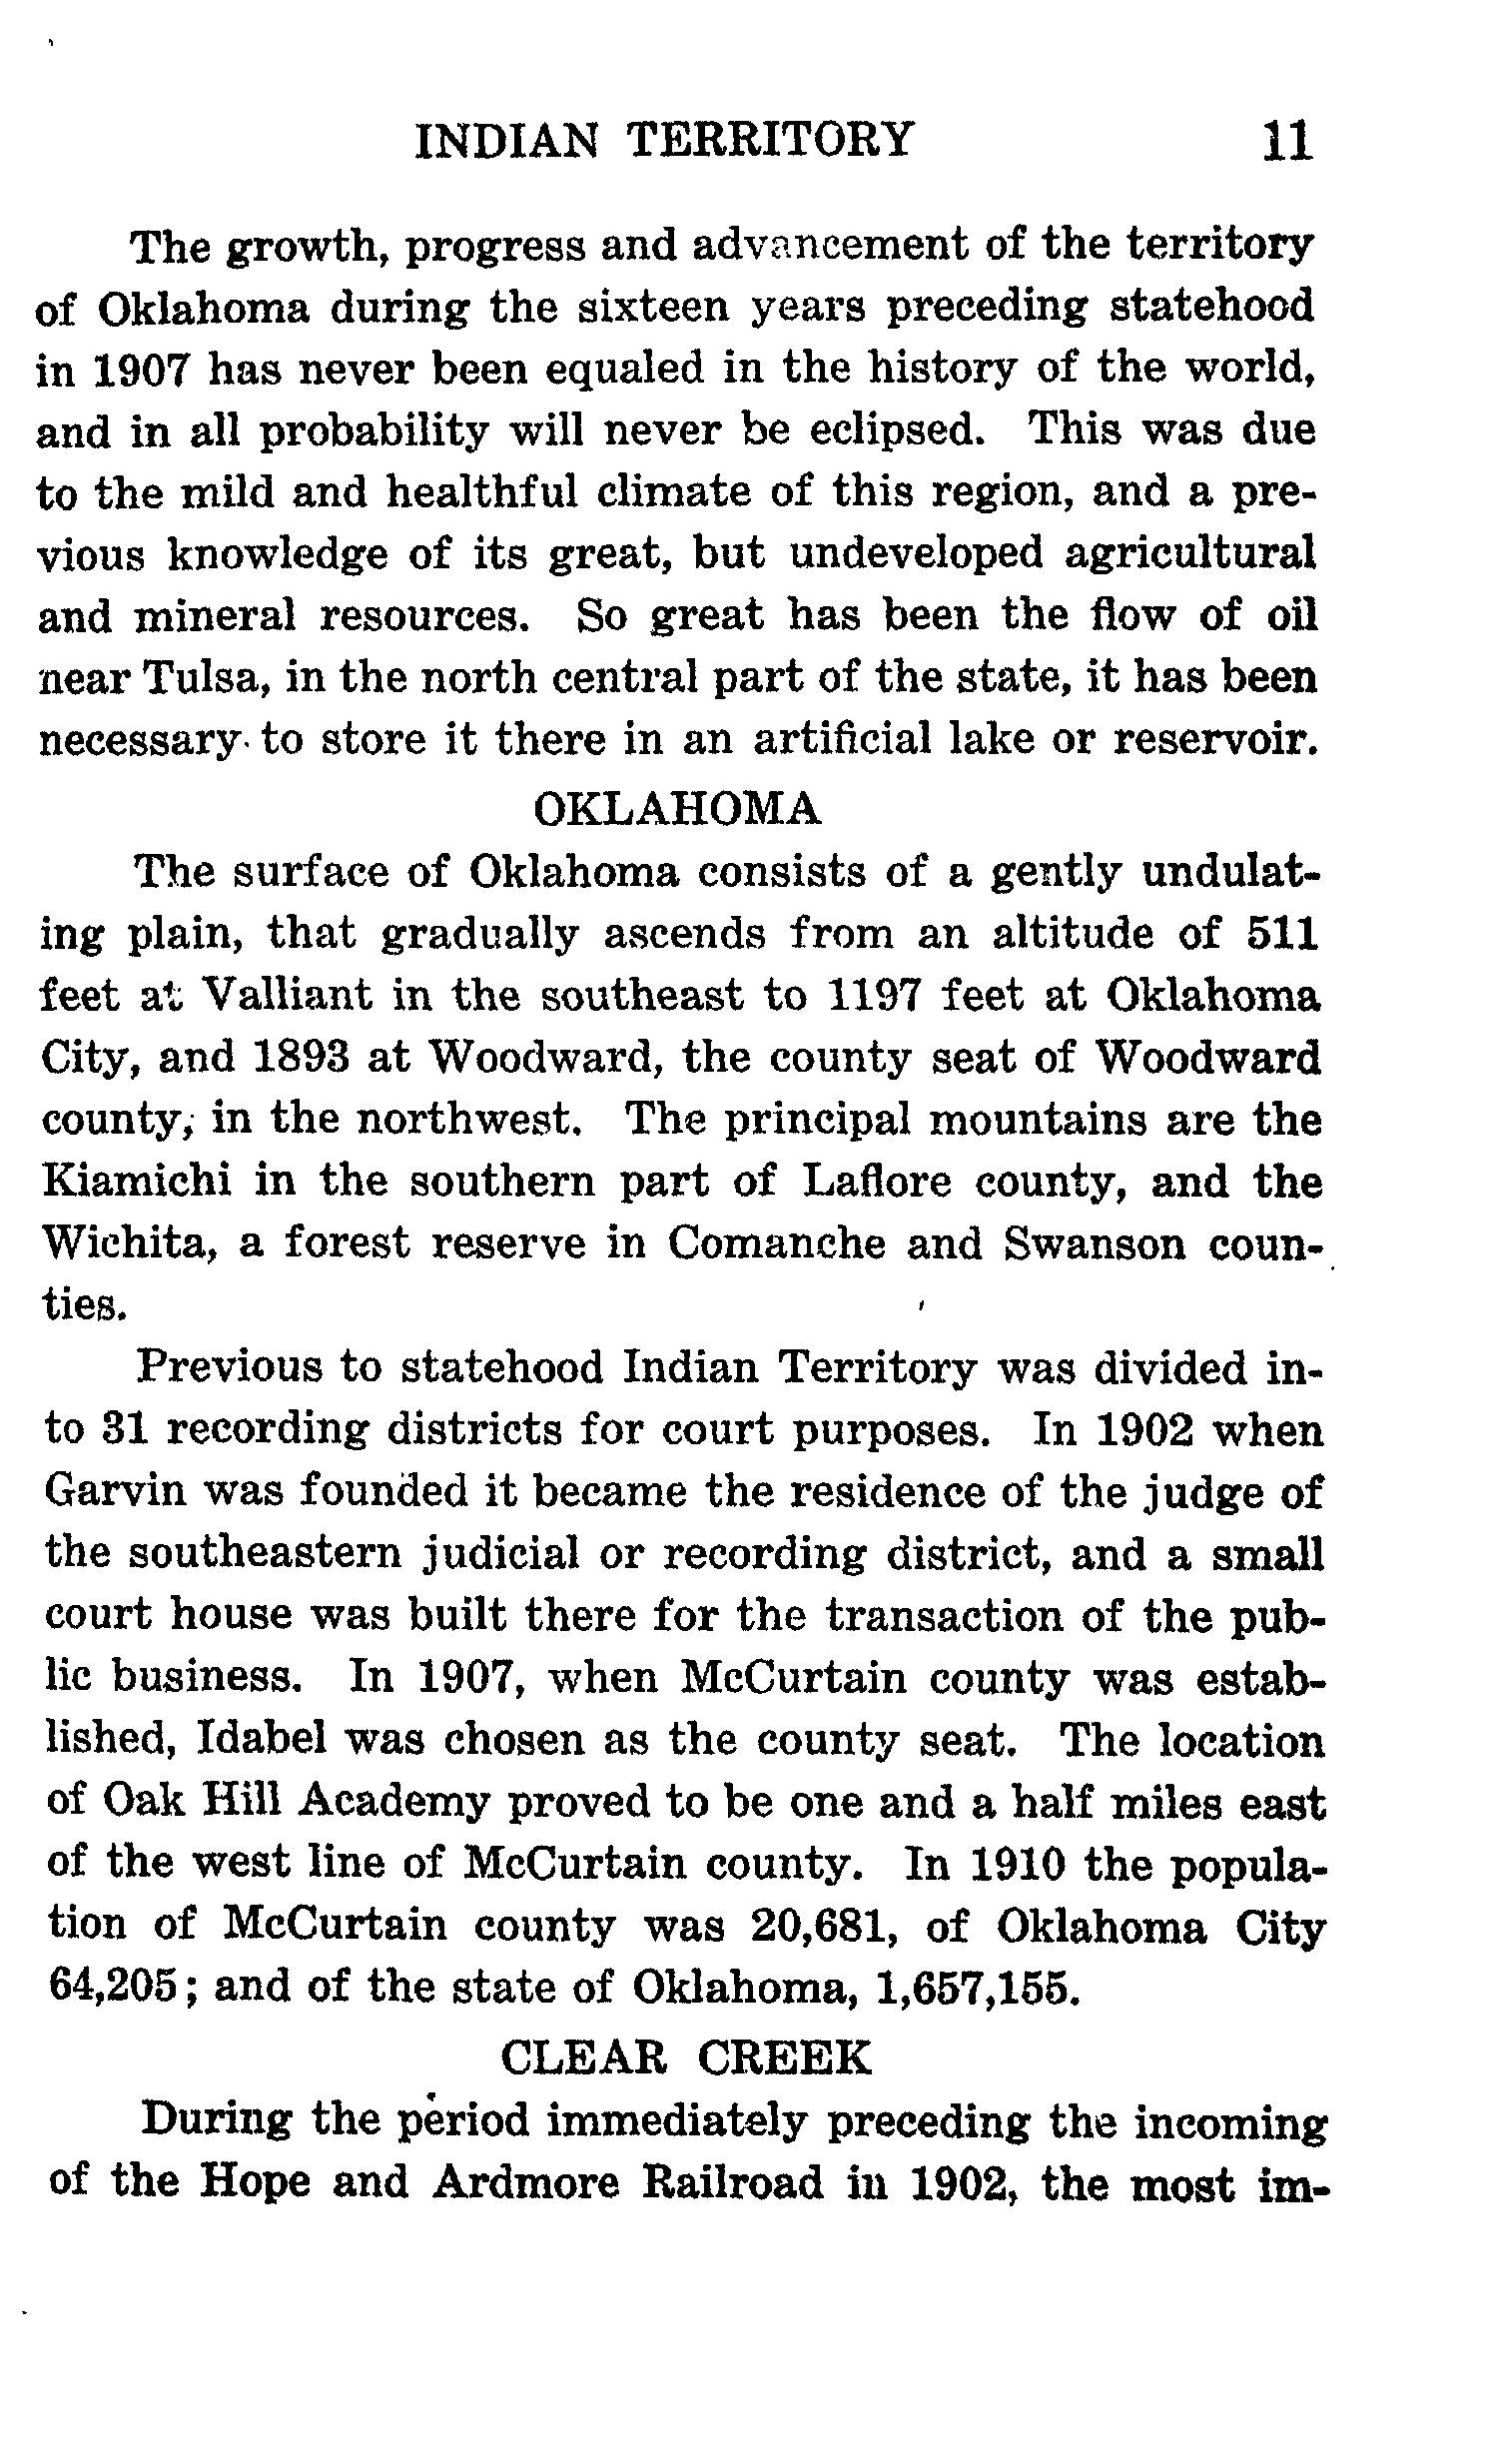 INDIAN TERRITORY 11
The growth, progress and advancement of the territory
of Oklahoma during the sixteen years preceding statehood
in 1907 has never been equaled in the history of the world,
and in all probability will never be eclipsed. This was due
to the mild and healthful climate of this region, and a pre-
vious knowledge of its great, but undeveloped agricultural
and mineral resources. So great has been the flow of oil
near Tulsa, in the north central part of the state, it has been
necessary to store it there in an artificial lake or reservoir.
OKLAHOMA
The surface of Oklahoma consists of a gently undulat-
ing plain, that gradually ascends from an altitude of 511
feet at Valliant in the southeast to 1197 feet at Oklahoma
City, and 1893 at Woodward, the county seat of Woodward
county, in the northwest. The principal mountains are the
Kiamichi in the southern part of Laflore county, and the
Wichita, a forest reserve in Comanche and Swanson coun-
ties.
Previous to statehood Indian Territory was divided in-
to 31 recording districts for court purposes. In 1902 when
Garvin was founded it became the residence of the judge of
the southeastern judicial or recording district, and a small
court house was built there for the transaction of the pub-
lic business. In 1907, when McCurtain county was estab-
lished, Idabel was chosen as the county seat. The location
of Oak Hill Academy proved to be one and a half miles east
of the west line of McCurtain county. In 1910 the popula-
tion of McCurtain county was 20,681, of Oklahoma City
64,205; and of the state of Oklahoma, 1,657,155.
CLEAR CREEK
During the period immediately preceding the incoming
of the Hope and Ardmore Railroad in 1902, the most im-